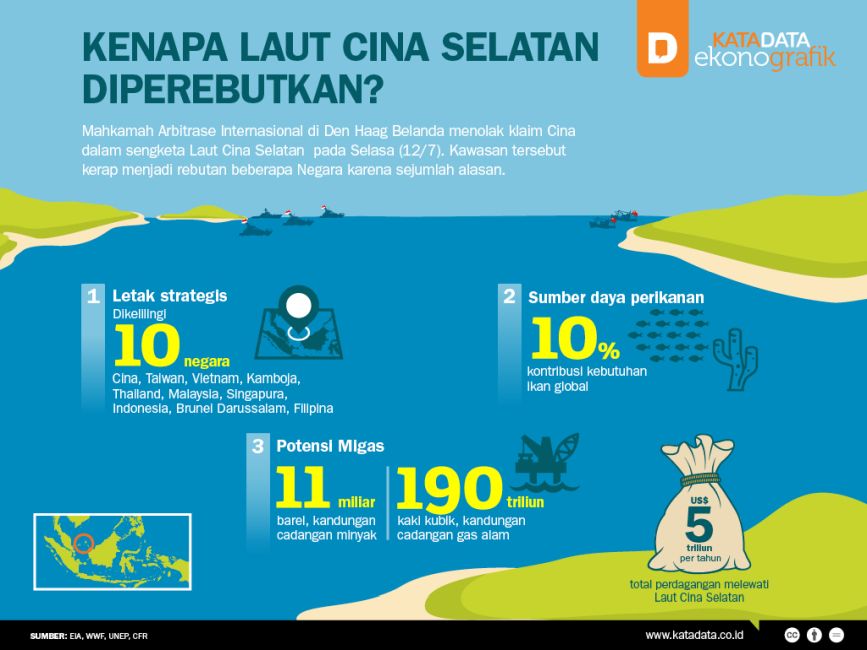 KENAPA LAUT CINA SELATAN
DIPEREBUTKAN?
D
KATADATA
ekonografik
Mahkamah Arbitrase Internasional di Den Haag Belanda menolak klaim Cina
dalam sengketa Laut Cina Selatan pada Selasa (12/7). Kawasan tersebut
kerap menjadi rebutan beberapa Negara karena sejumlah alasan.
1 Letak strategis
Dikelilingi
10 negara
Cina, Taiwan, Vietnam, Kamboja,
Thailand, Malaysia, Singapura,
Indonesia, Brunei Darussalam, Filipina
2 Sumber daya perikanan
10%
kontribusi kebutuhan
ikan global
3 Potensi Migas
11 miliar
barel, kandungan
cadangan minyak
190 triliun
kaki kubik, kandungan
cadangan gas alam
US$
5
triliun
per tahun
total perdagangan melewati
Laut Cina Selatan
SUMBER: EIA, WWF, UNEP, CFR
www.katadata.co.id
cc